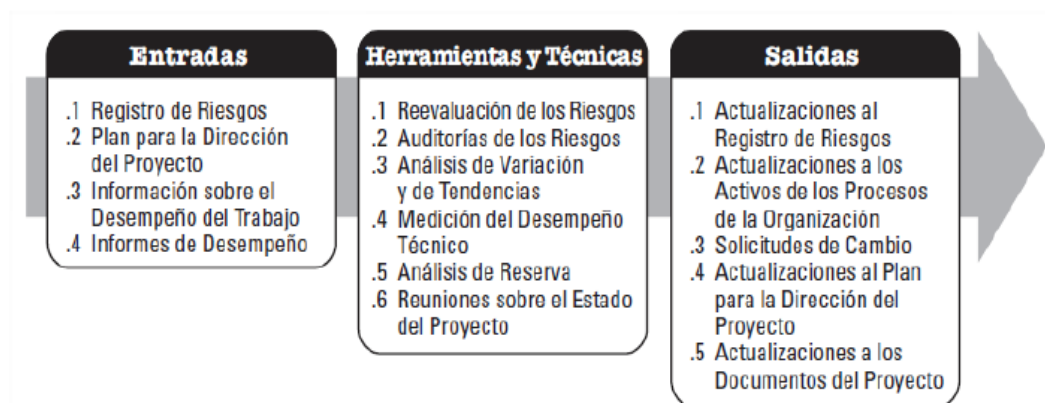 Entradas
.1 Registro de Riesgos
.2 Plan para la Dirección
del Proyecto
.3 Información sobre el
Desempeño del Trabajo
.4 Informes de Desempeño
Herramientas y Técnicas
.1 Reevaluación de los Riesgos
.2 Auditorías de los Riesgos
.3 Análisis de Variación
y de Tendencias
.4 Medición del Desempeño
Técnico
.5 Análisis de Reserva
.6 Reuniones sobre el Estado
del Proyecto
Salidas
.1 Actualizaciones al
Registro de Riesgos
.2 Actualizaciones a los
Activos de los Procesos
de la Organización
.3 Solicitudes de Cambio
.4 Actualizaciones al Plan
para la Dirección del
Proyecto
.5 Actualizaciones a los
Documentos del Proyecto